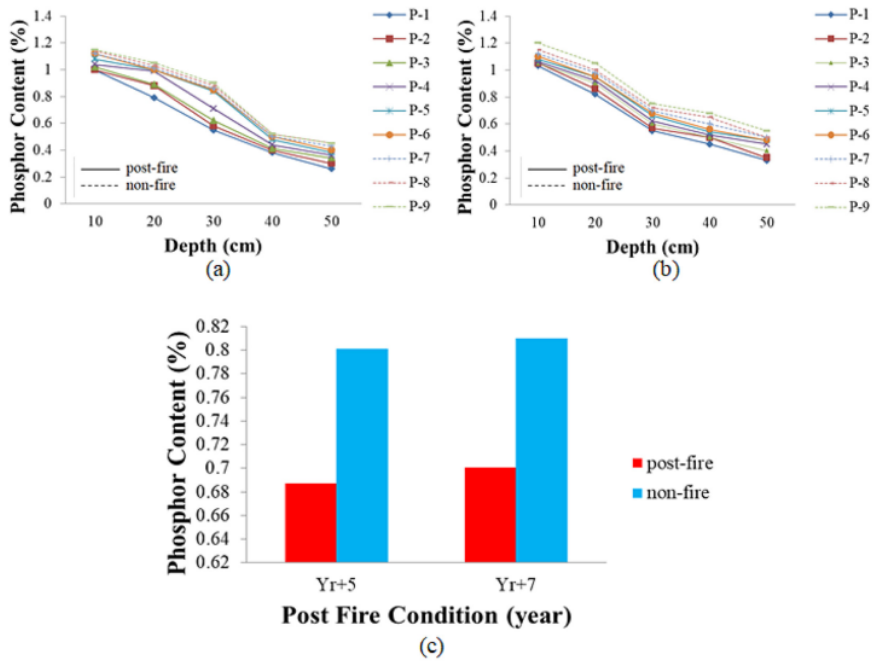 Phosphor Content (%)
1.4
1.2
1
0.8
0.6
0.4
0.2
0
post-fire
non-fire
10 20 30 40 50
Depth (cm)
P-1
P-2
P-3
P-4
P-5
P-6
P-7
P-8
P-9
(a)
Phosphor Content (%)
1.4
1.2
1
0.8
0.6
0.4
0.2
0
post-fire
non-fire
10 20 30 40 50
Depth (cm)
P-1
P-2
P-3
P-4
P-5
P-6
P-7
P-8
P-9
(b)
Phosphor Content (%)
0.82
0.8
0.78
0.76
0.74
0.72
0.7
0.68
0.66
0.64
0.62
Yr+5 Yr+7
Post Fire Condition (year)
post-fire
non-fire
(c)